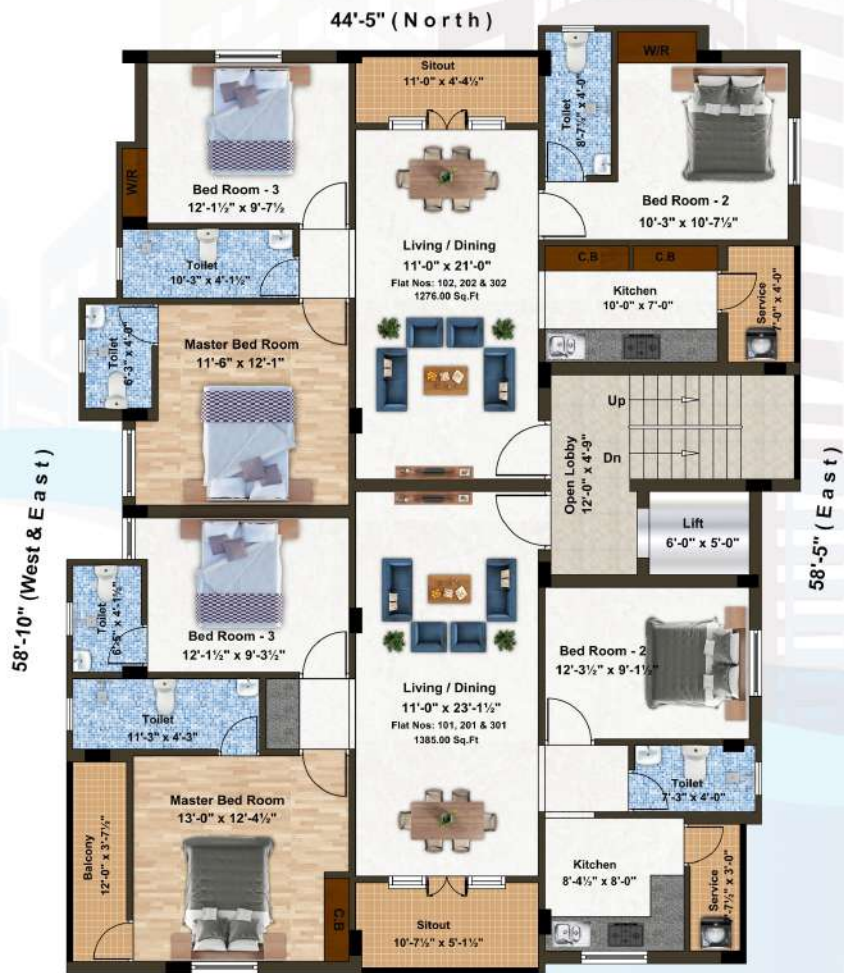 44'-5" (North)
Sitout
11'-0" x 4'-4½"
W/R
Toilet
8'-7½" x 4'-0"
Bed Room - 3
12'-1½" x 9'-7½
W/R
Bed Room - 2
10'-3" x 10'-7½"
Living / Dining
11'-0" x 21'-0"
Flat Nos: 102, 202 & 302
1276.00 Sq.Ft
Toilet
10'-3" x 4'-1½"
C.B
C.B
Kitchen
10'-0" x 7'-0"
Service
7'-0" x 4'-0"
Toilet
6'-3" x 4'-0"
Master Bed Room
11'-6" x 12'-1"
Up
Dn
Open Lobby
12'-0" x 4'-9"
Lift
6'-0" x 5'-0"
58'-10" (West & East)
58'-5" (East)
Toilet
6'-5" x 4'-1½"
Bed Room - 3
12'-1½" x 9'-3½"
Bed Room - 2
12'-3½" x 9'-1½"
Living / Dining
11'-0" x 23'-1½"
Flat Nos: 101, 201 & 301
1385.00 Sq.Ft
Toilet
11'-3" x 4'-3"
Toilet
7'-3" x 4'-0"
Master Bed Room
13'-0" x 12'-4½"
Balcony
12'-0" x 3'-7½"
C.B
Kitchen
8'-4½" x 8'-0"
Service
x 3'-0"
Sitout
10'-7½" x 5'-1½"